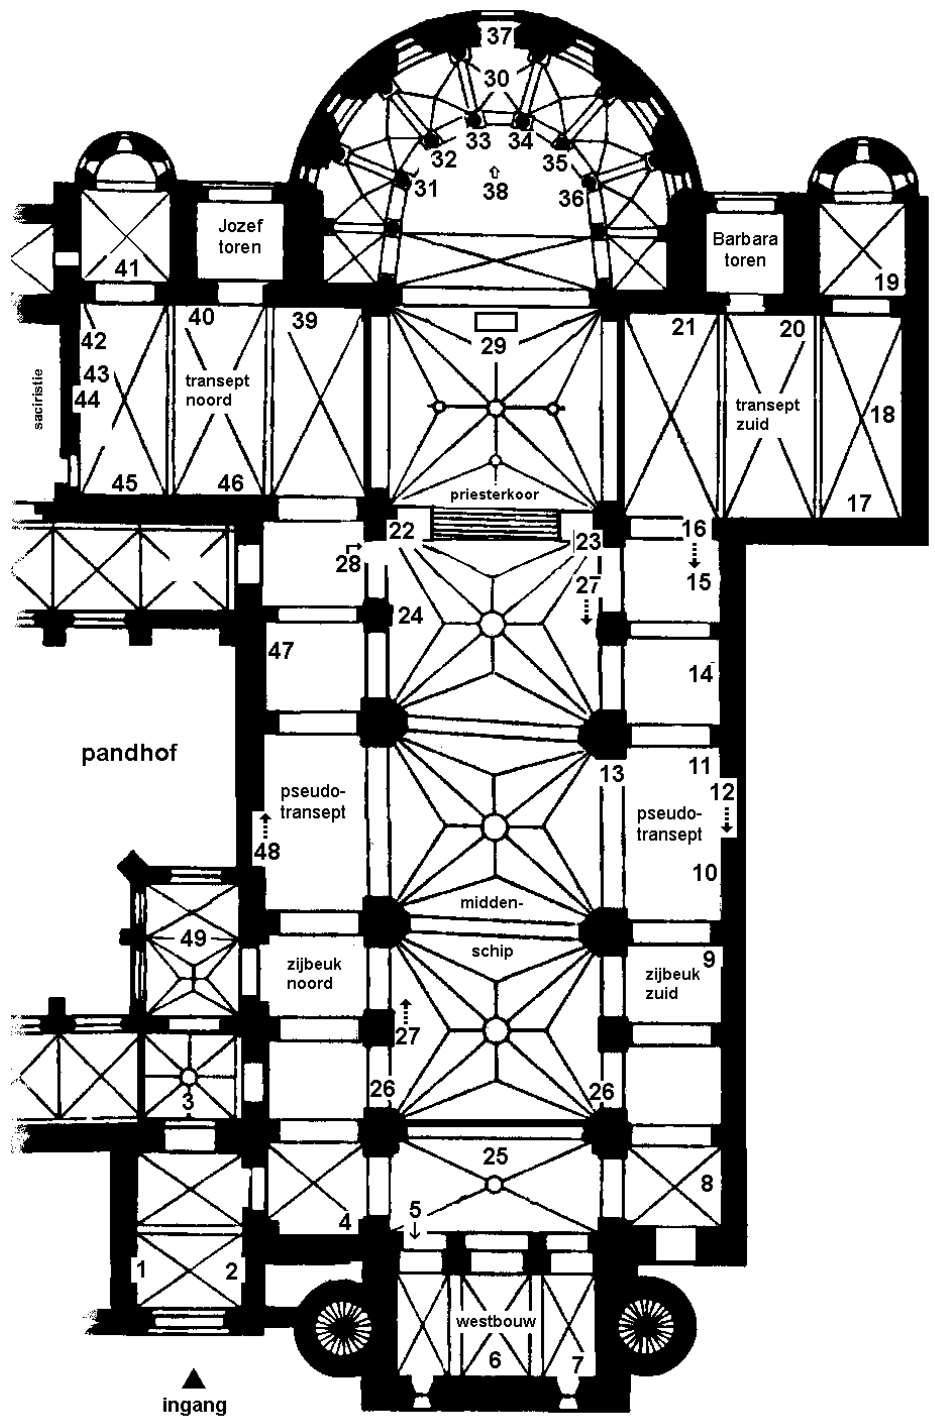 37
30
33 34
32 35
31 38 36
Jozef
toren
Barbara
toren
41
19
42 40 39
29
21 20
43
44
saciristie
transept
noord
transept
zuid
18
45 46
priesterkoor
17
22 23
16
28
27
15
24
47
14
pandhof
13
11
12
pseudo-
transept
pseudo-
transept
48
10
midden-
schip
49
zijbeuk
noord
9
zijbeuk
zuid
27
3
26 26
25
8
5
4
1 2
westbouw
6 7
ingang